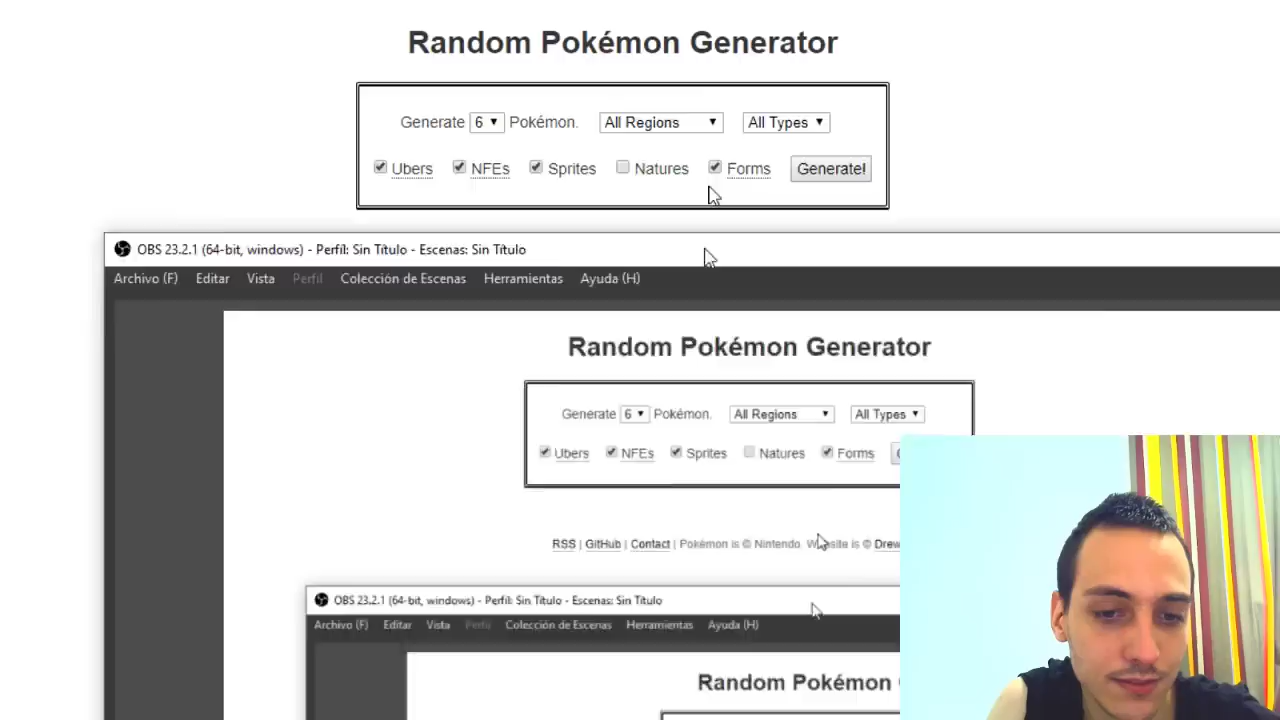 Random Pokémon Generator
Generate 6 Pokémon. All Regions All Types
Ubers NFEs Sprites Natures Forms Generate!
OBS 23.2.1 (64-bit, windows) - Perfil: Sin Título - Escenas: Sin Título
Archivo (F) Editar Vista Perfil Colección de Escenas Herramientas Ayuda (H)
Random Pokémon Generator
Generate 6 Pokémon. All Regions All Types
Ubers NFEs Sprites Natures Forms
RSS | GitHub | Contact | Pokémon is © Nintendo. Website is © Drew
OBS 23.2.1 (64-bit, windows) - Perfil: Sin Título - Escenas: Sin Título
Archivo (F) Editar Vista Perfil Colección de Escenas Herramientas Ayuda (H)
Random Pokémon